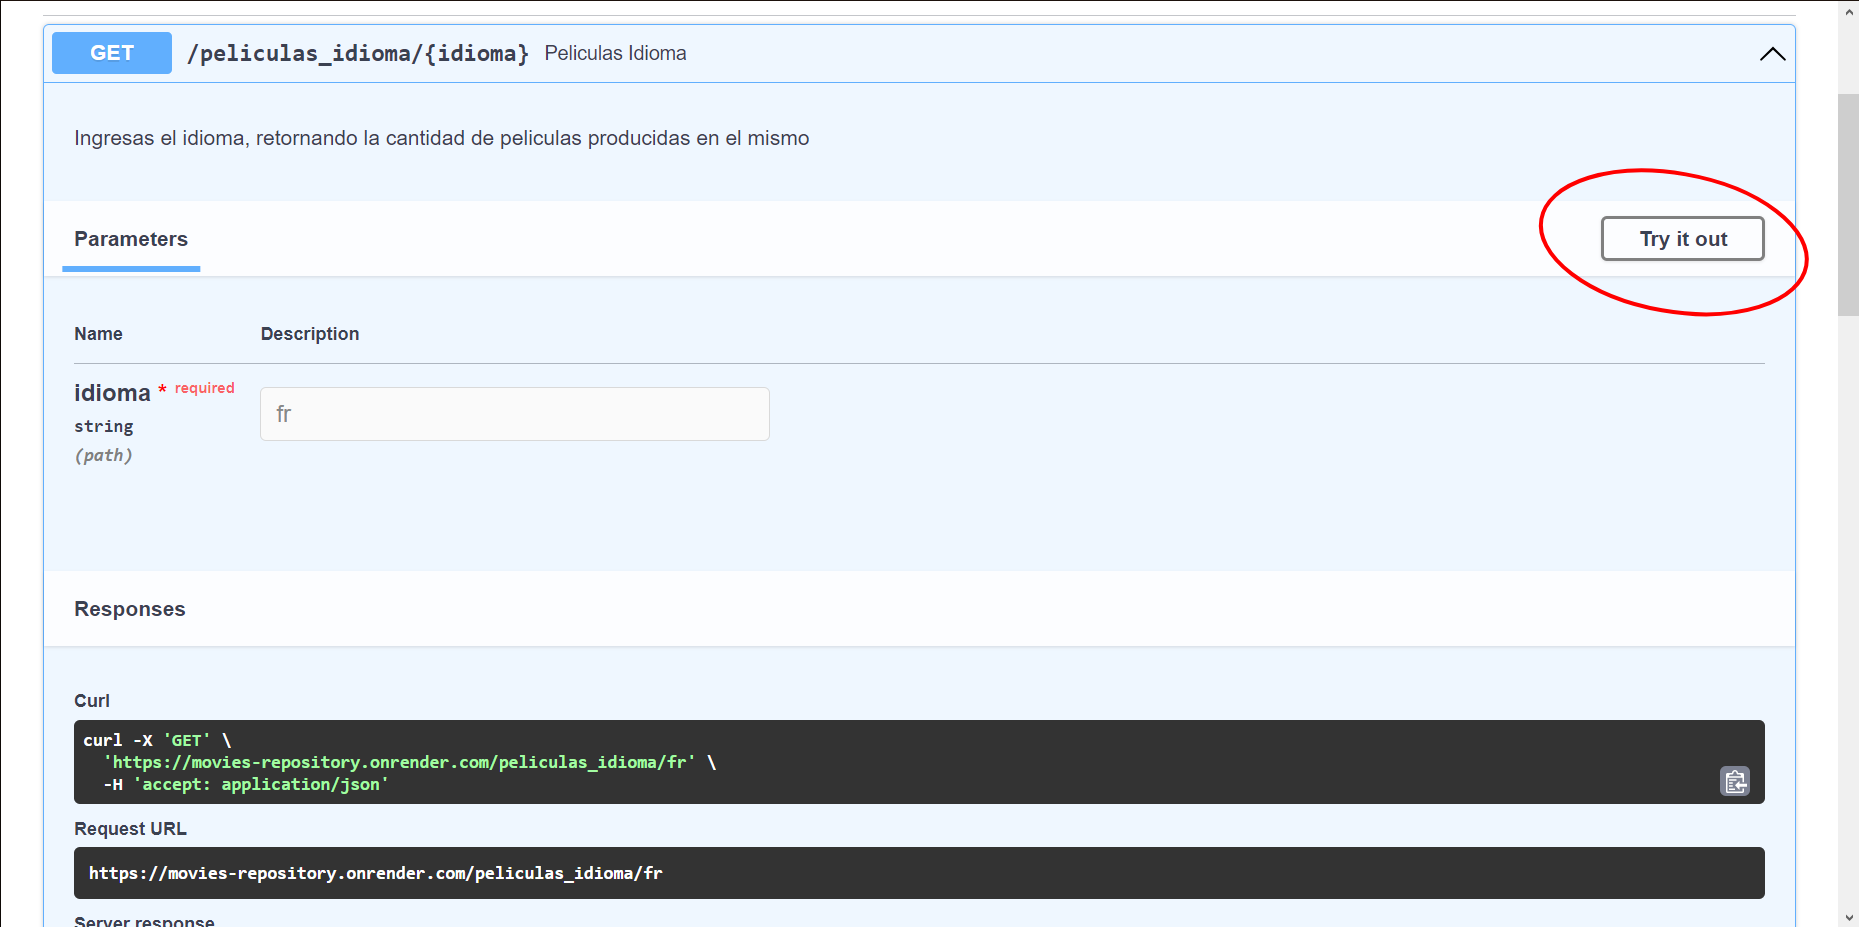 GET /peliculas_idioma/{idioma} Peliculas Idioma
Ingresas el idioma, retornando la cantidad de peliculas producidas en el mismo
Parameters
Try it out
Name Description
idioma * required
string
(path)
fr
Responses
Curl
curl -X 'GET' \
'https://movies-repository.onrender.com/peliculas_idioma/fr' \
-H 'accept: application/json'
Request URL
https://movies-repository.onrender.com/peliculas_idioma/fr
Server response